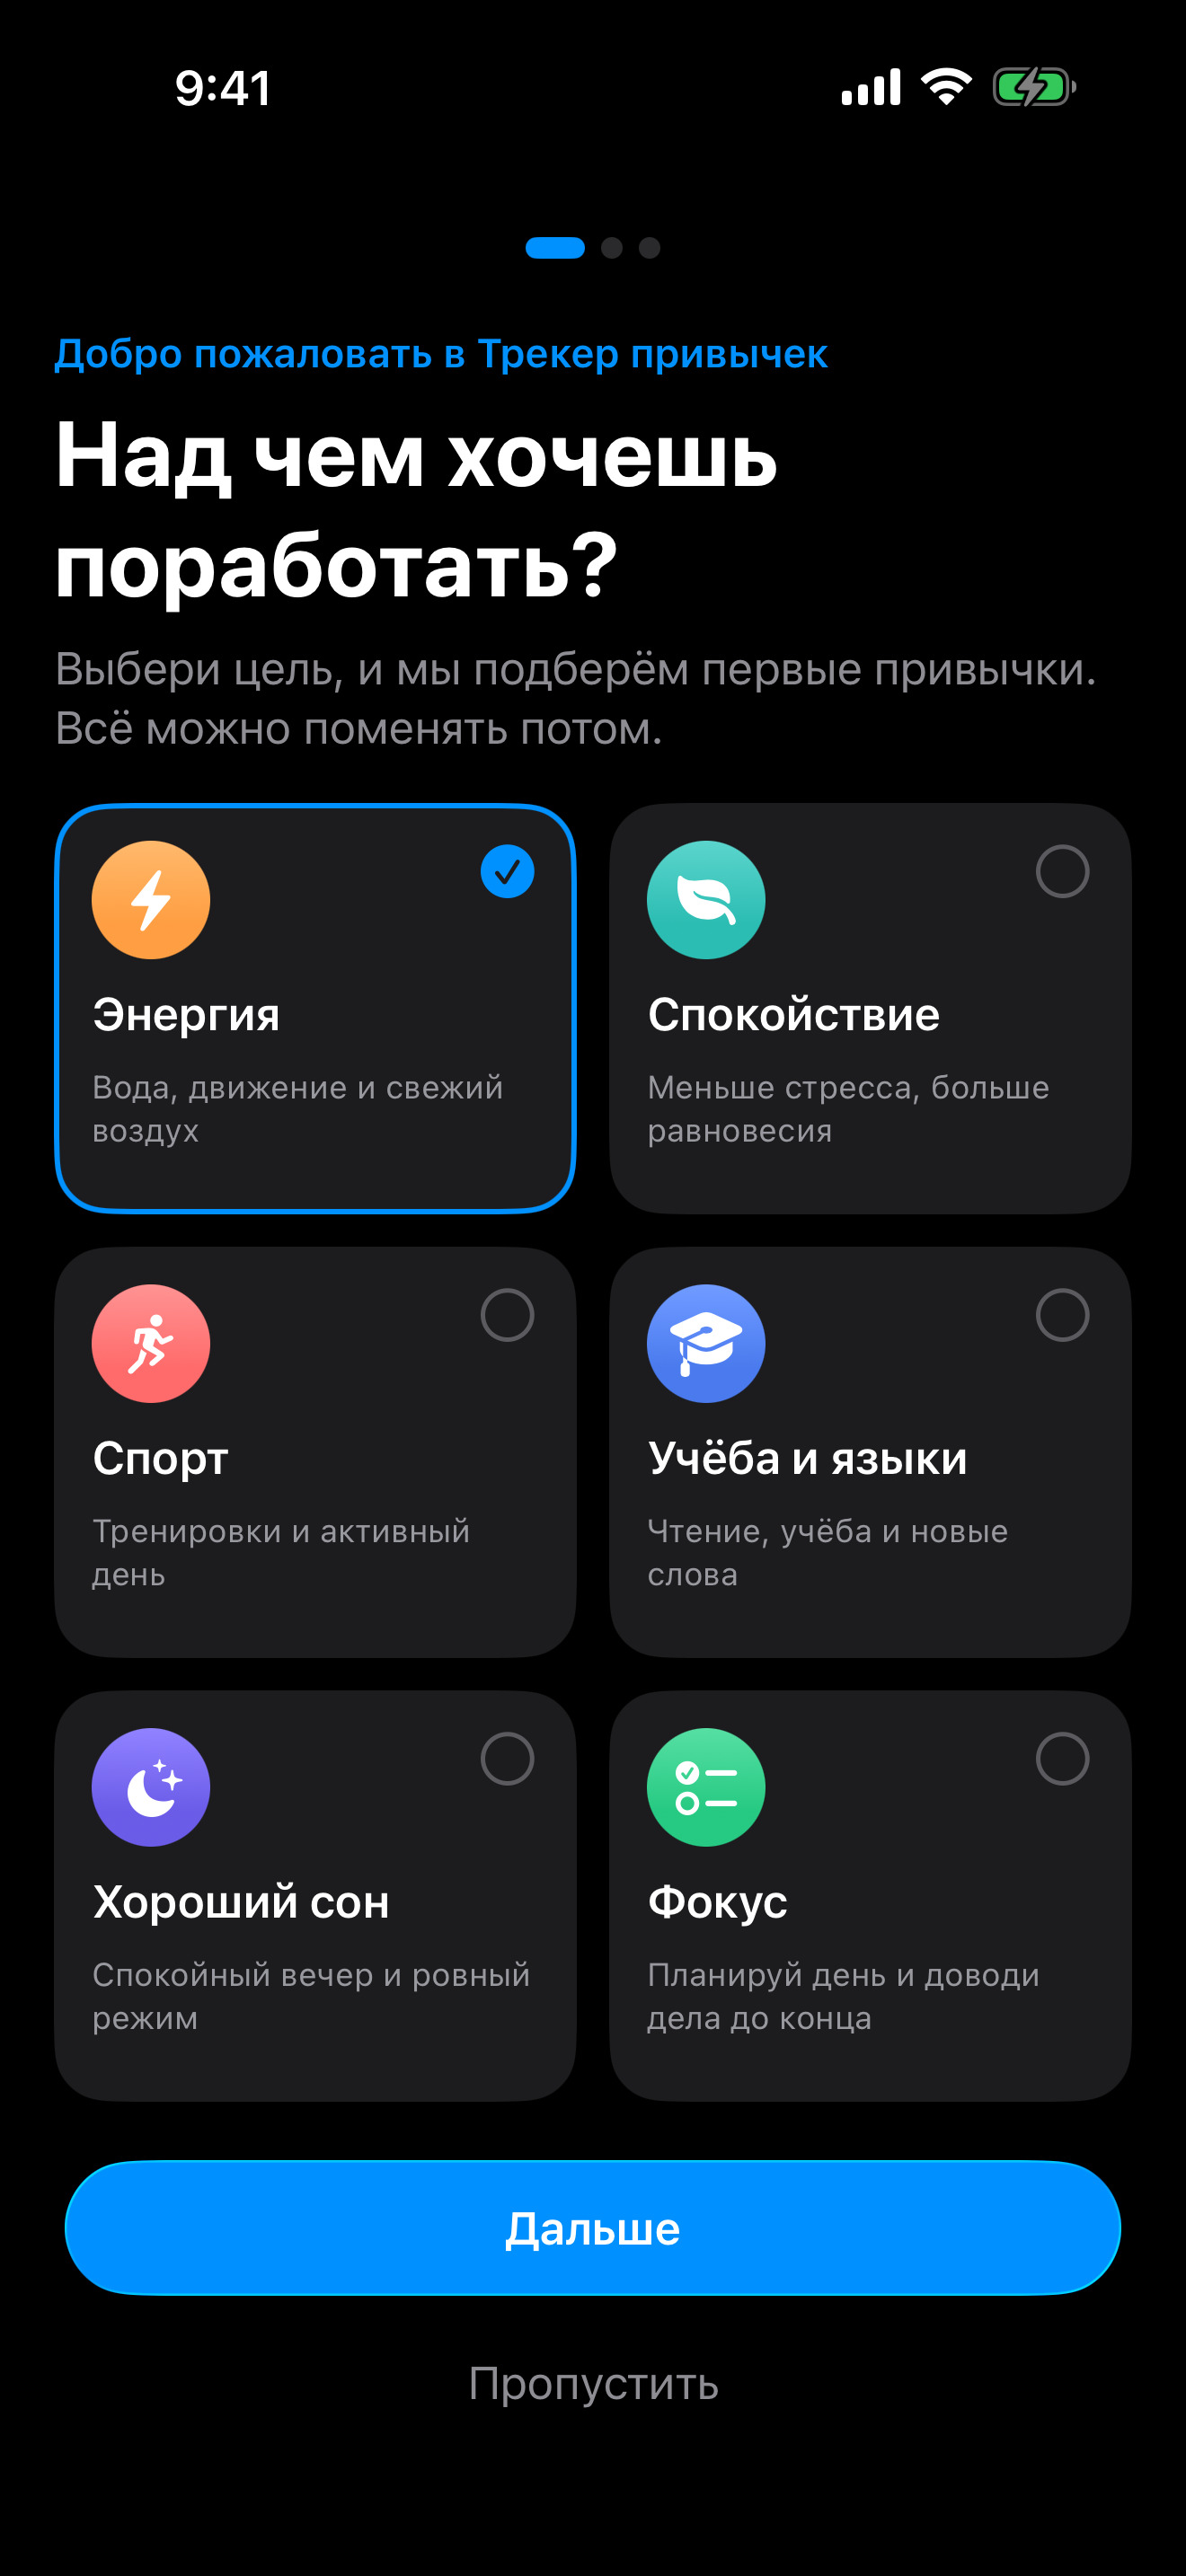 9:41
Добро пожаловать в Трекер привычек
Над чем хочешь
поработать?
Выбери цель, и мы подберём первые привычки.
Всё можно поменять потом.
Энергия
Вода, движение и свежий
воздух
Спокойствие
Меньше стресса, больше
равновесия
Спорт
Тренировки и активный
день
Учёба и языки
Чтение, учёба и новые
слова
Хороший сон
Спокойный вечер и ровный
режим
Фокус
Планируй день и доводи
дела до конца
Дальше
Пропустить